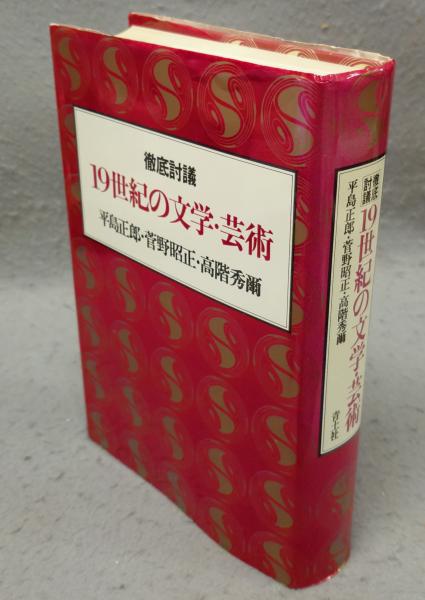 徹底討議
19世紀の文学・芸術
平島正郎・菅野昭正・高階秀爾
徹底討議
19世紀の文学・芸術
平島正郎・菅野昭正・高階秀爾
青土社